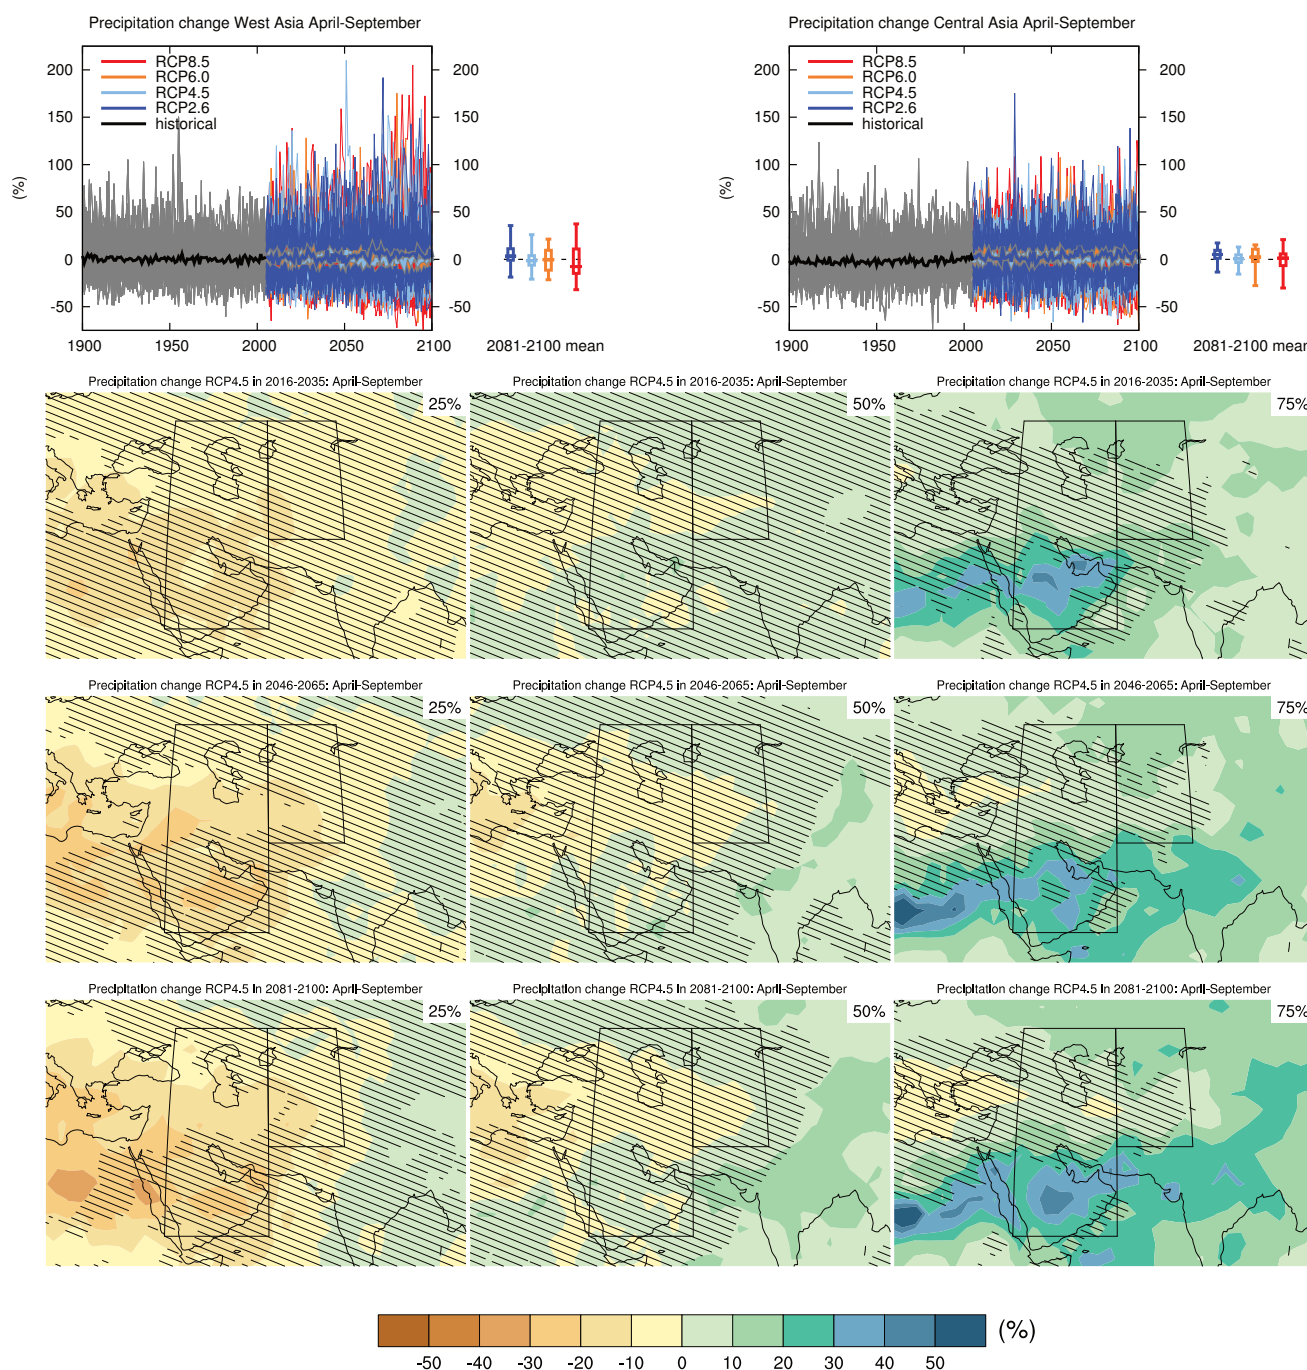 Precipitation change West Asia April-September
RCP8.5
RCP6.0
RCP4.5
RCP2.6
historical
(%)
200
150
100
50
0
-50
200
150
100
50
0
-50
1900 1950 2000 2050 2100
2081-2100 mean
Precipitation change Central Asia April-September
RCP8.5
RCP6.0
RCP4.5
RCP2.6
historical
(%)
200
150
100
50
0
-50
200
150
100
50
0
-50
1900 1950 2000 2050 2100
2081-2100 mean
Precipitation change RCP4.5 in 2016-2035: April-September
25%
Precipitation change RCP4.5 in 2016-2035: April-September
50%
Precipitation change RCP4.5 in 2016-2035: April-September
75%
Precipitation change RCP4.5 in 2046-2065: April-September
25%
Precipitation change RCP4.5 in 2046-2065: April-September
50%
Precipitation change RCP4.5 in 2046-2065: April-September
75%
Precipitation change RCP4.5 in 2081-2100: April-September
25%
Precipitation change RCP4.5 in 2081-2100: April-September
50%
Precipitation change RCP4.5 in 2081-2100: April-September
75%
(%)
-50 -40 -30 -20 -10 0 10 20 30 40 50